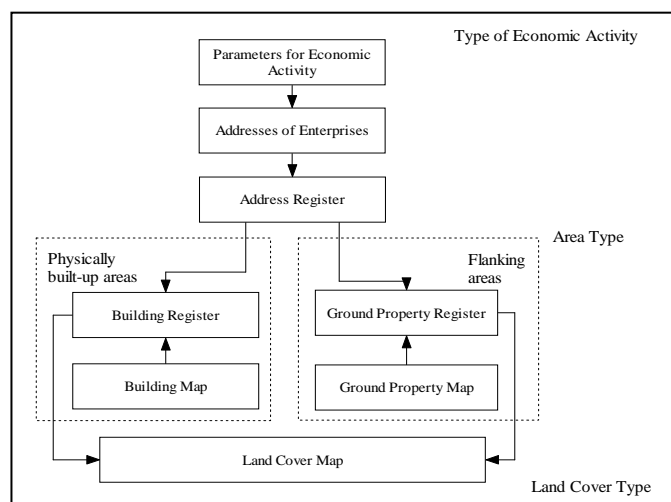 Type of Economic Activity
Parameters for Economic
Activity
Addresses of Enterprises
Address Register
Area Type
Physically
built-up areas
Flanking
areas
Building Register
Ground Property Register
Building Map
Ground Property Map
Land Cover Map
Land Cover Type